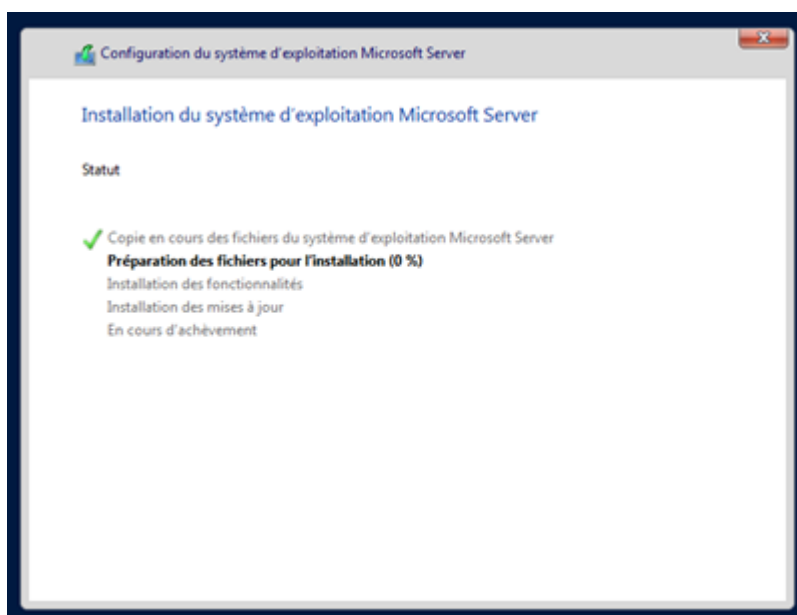 Configuration du système d'exploitation Microsoft Server
Installation du système d'exploitation Microsoft Server
Statut
Copie en cours des fichiers du système d'exploitation Microsoft Server
Préparation des fichiers pour l'installation (0 %)
Installation des fonctionnalités
Installation des mises à jour
En cours d'achèvement